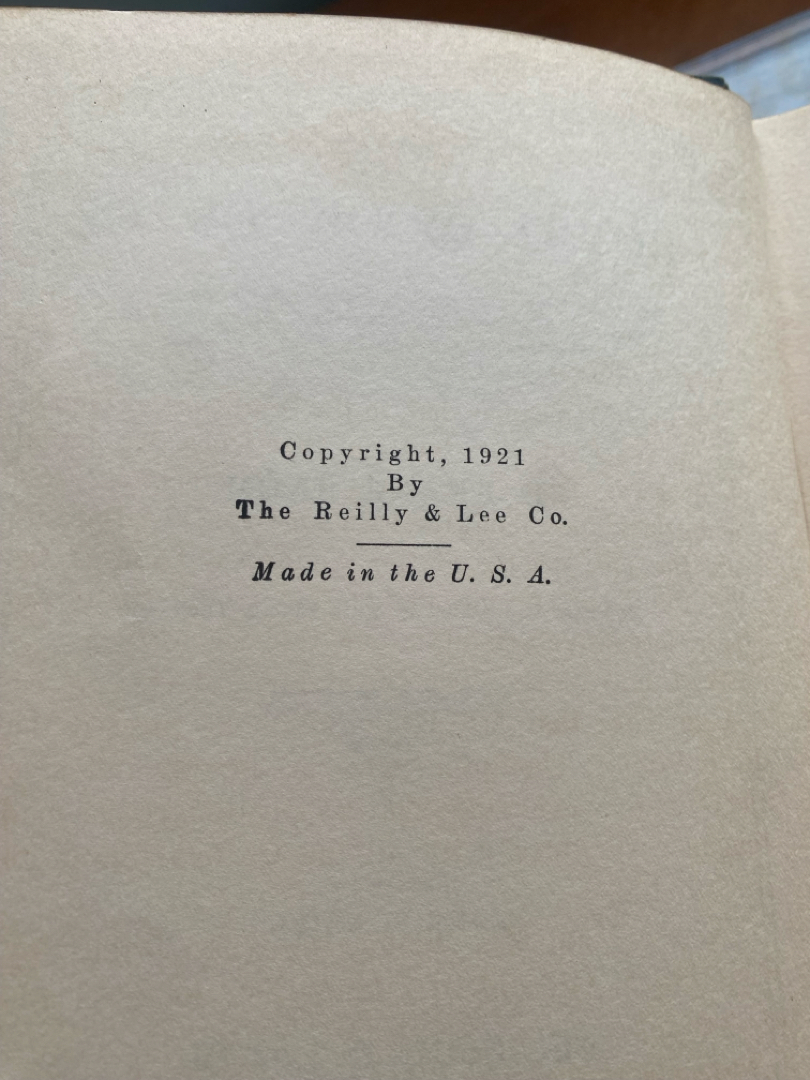 Copyright, 1921
By
The Reilly & Lee Co.
Made in the U. S. A.